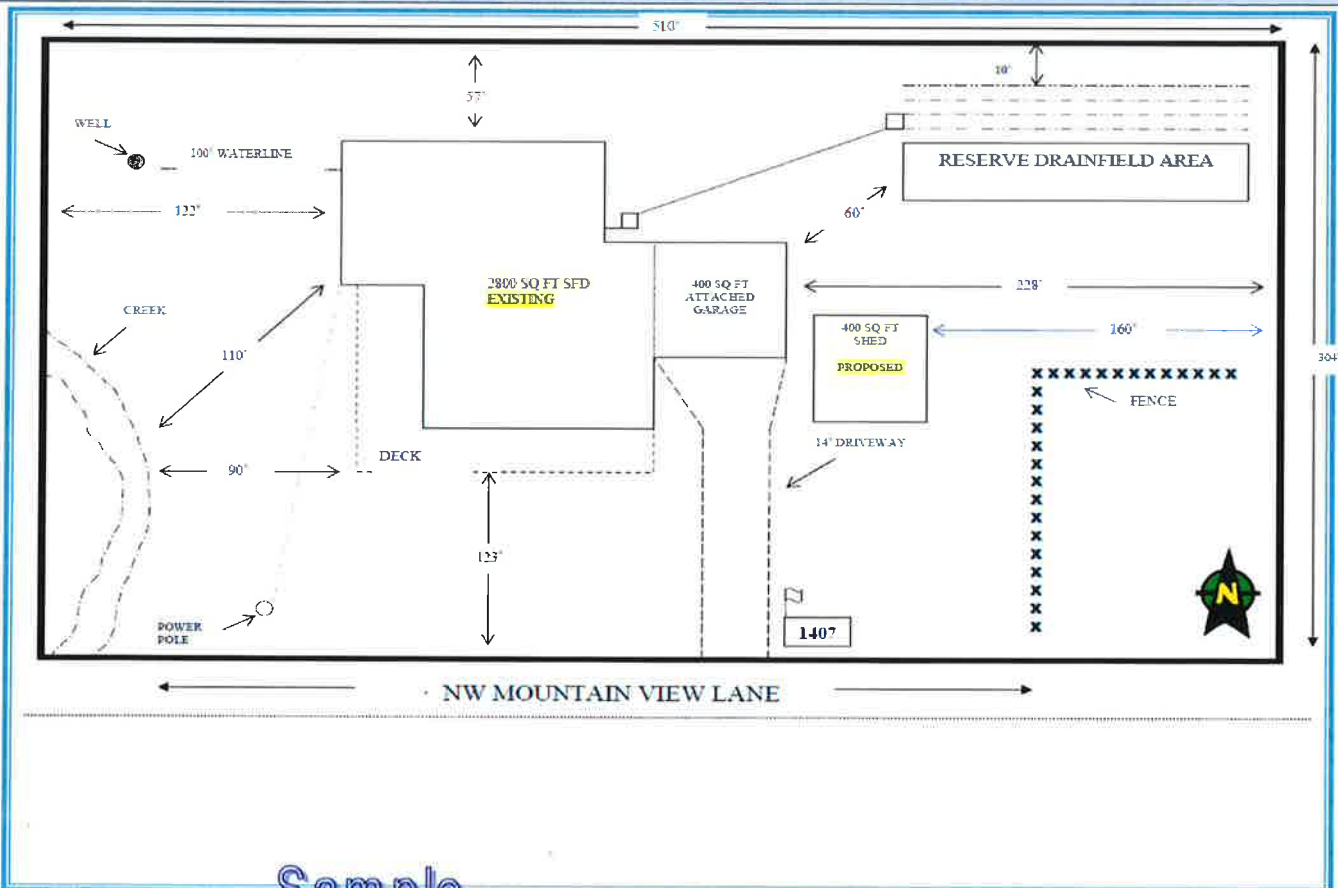 510'
57'
10'
WELL
100' WATERLINE
RESERVE DRAINFIELD AREA
122'
60'
2800 SQ FT SFD
EXISTING
400 SQ FT
ATTACHED
GARAGE
228'
CREEK
400 SQ FT
SHED
PROPOSED
160'
110'
304'
FENCE
DECK
14' DRIVEWAY
90'
123'
N
POWER
POLE
1407
NW MOUNTAIN VIEW LANE
Sample